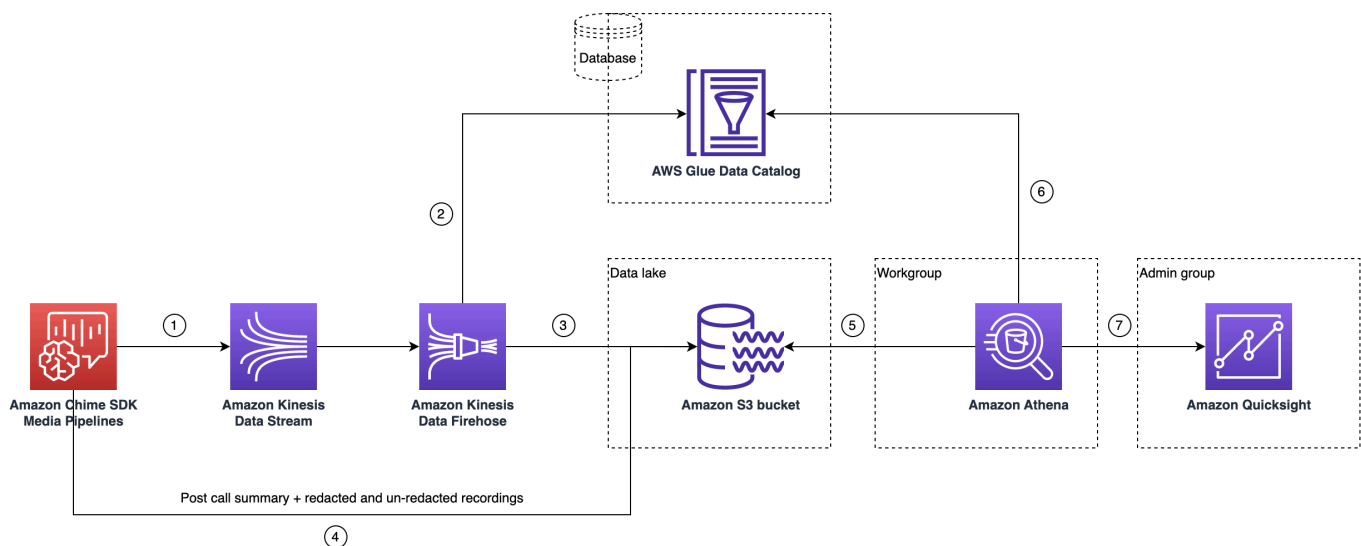 Database
AWS Glue Data Catalog
2
6
Data lake
Workgroup
Admin group
1
3
5
7
Amazon Chime SDK
Media Pipelines
Amazon Kinesis
Data Stream
Amazon Kinesis
Data Firehose
Amazon S3 bucket
Amazon Athena
Amazon Quicksight
Post call summary + redacted and un-redacted recordings
4